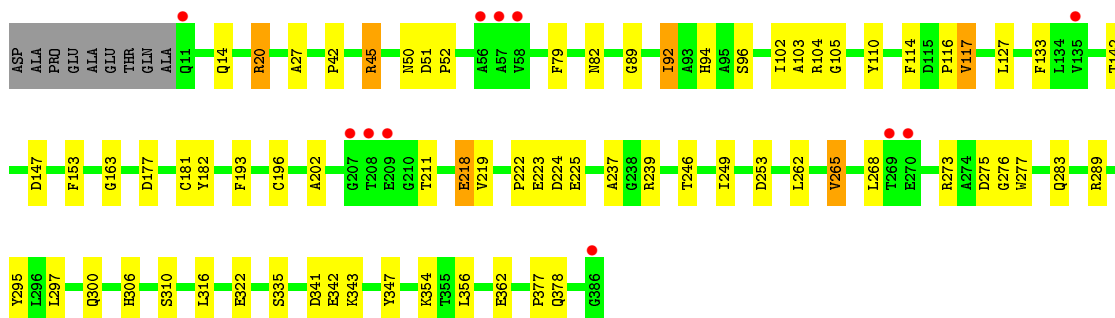 ASP ALA PRO GLU ALA GLU THR GLN ALA Q11 Q14 R20 A27 P42 R45 N50 D51 P52 A56 A57 V58 F79 N82 G89 I92 A93 H94 A95 S96 I102 A103 R104 G105 Y110 F114 D115 P116 V117 L127 F133 L134 V135 T142
D147 F153 G163 D177 C181 Y182 F193 C196 A202 G207 T208 E209 G210 T211 E218 V219 P222 E223 D224 E225 A237 G238 R239 T246 I249 D253 L262 V265 L268 T269 E270 R273 A274 D275 G276 W277 Q283 R289
Y295 L296 L297 Q300 H306 S310 L316 E322 S335 D341 E342 K343 Y347 K354 T355 L356 E362 P377 Q378 G386